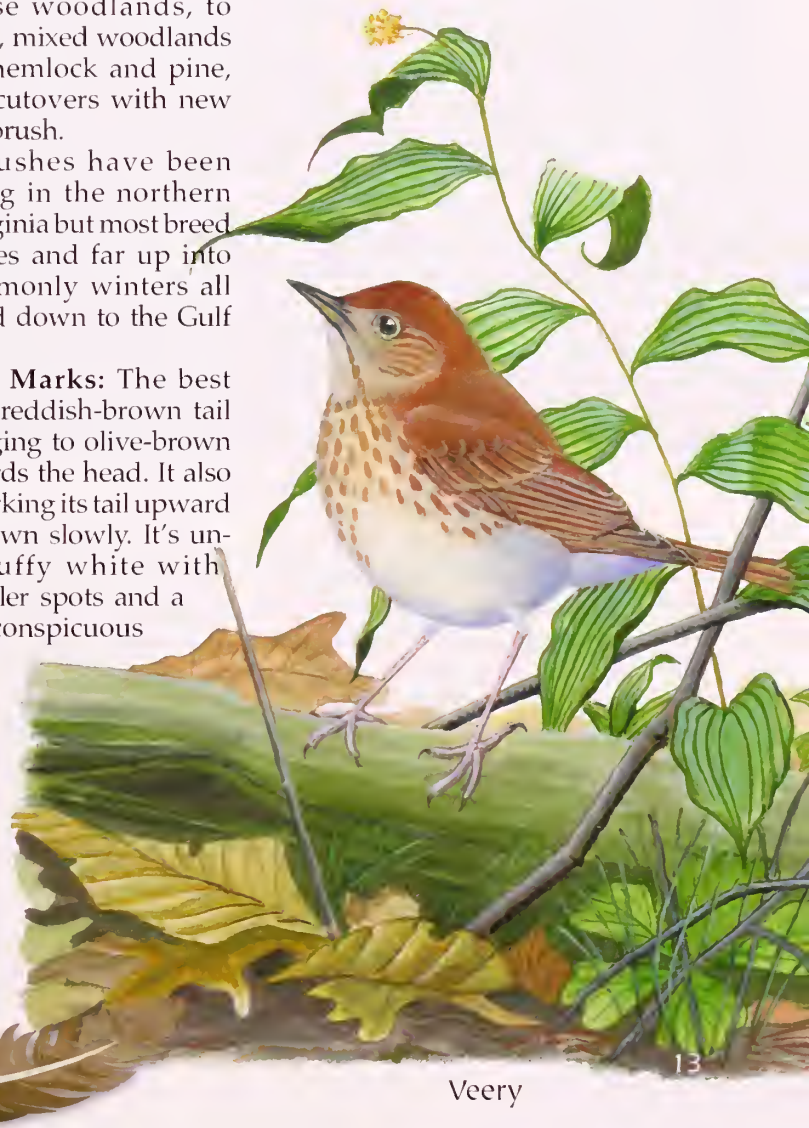 se woodlands, to
, mixed woodlands
hemlock and pine,
cutovers with new
brush.
ushes have been
g in the northern
ginia but most breed
es and far up into
monly winters all
d down to the Gulf
Marks: The best
reddish-brown tail
ging to olive-brown
rds the head. It also
rking its tail upward
wn slowly. It's un-
uffy white with
ler spots and a
conspicuous
13
Veery